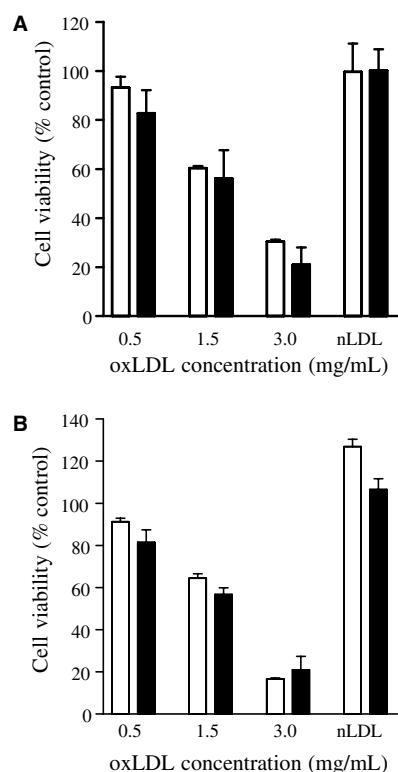 A
Cell viability (% control)
120
100
80
60
40
20
0
0.5 1.5 3.0 nLDL
oxLDL concentration (mg/mL)
B
Cell viability (% control)
140
120
100
80
60
40
20
0
0.5 1.5 3.0 nLDL
oxLDL concentration (mg/mL)